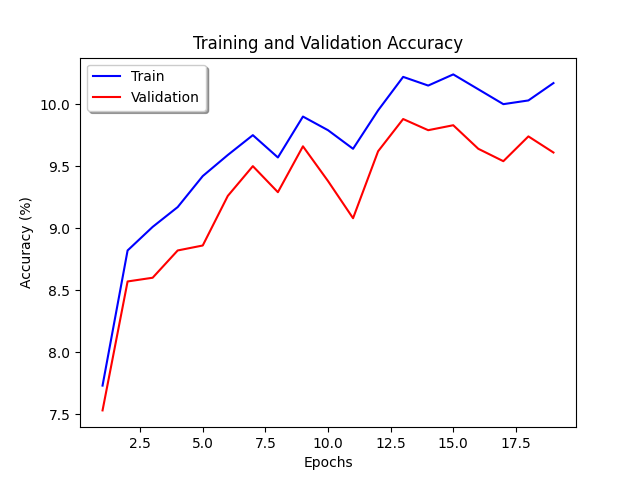 Training and Validation Accuracy
Train
Validation
10.0
9.5
9.0
8.5
8.0
7.5
Accuracy (%)
2.5 5.0 7.5 10.0 12.5 15.0 17.5
Epochs